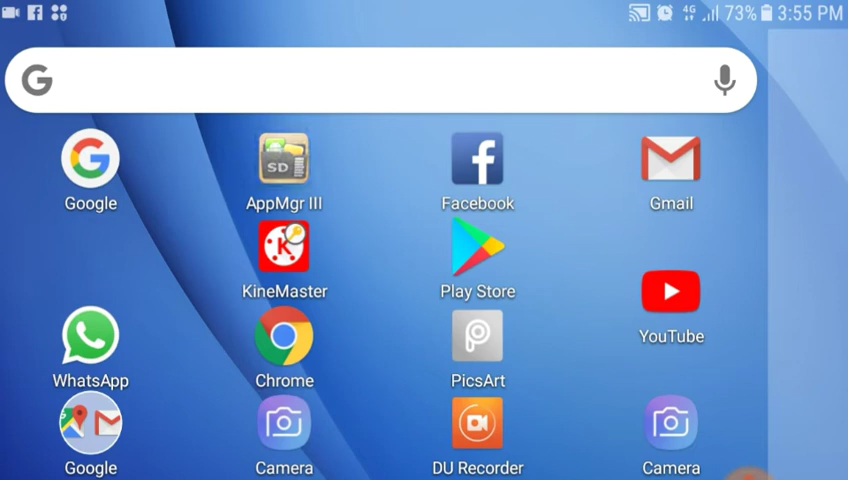 4G 73% 3:55 PM
SD
Google AppMgr III Facebook Gmail
KineMaster Play Store
YouTube
WhatsApp Chrome PicsArt
Google Camera DU Recorder Camera